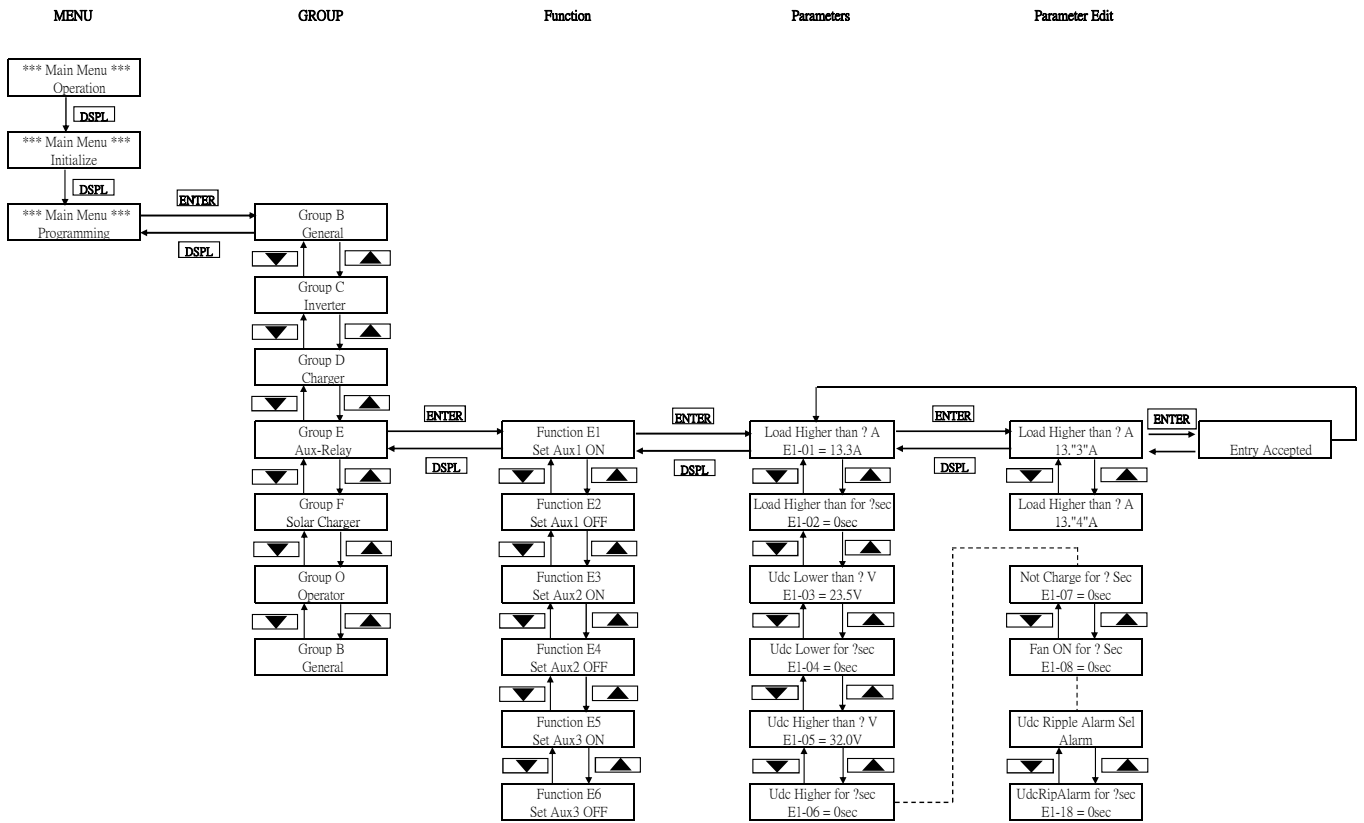 MENU
GROUP
Function
Parameters
Parameter Edit
*** Main Menu ***
Operation
DSPL
*** Main Menu ***
Initialize
DSPL
*** Main Menu ***
Programming
ENTER
DSPL
Group B
General
Group C
Inverter
Group D
Charger
Group E
Aux-Relay
Group F
Solar Charger
Group O
Operator
Group B
General
ENTER
DSPL
Function E1
Set Aux1 ON
Function E2
Set Aux1 OFF
Function E3
Set Aux2 ON
Function E4
Set Aux2 OFF
Function E5
Set Aux3 ON
Function E6
Set Aux3 OFF
ENTER
DSPL
Load Higher than ? A
E1-01 = 13.3A
Load Higher than for ?sec
E1-02 = 0sec
Udc Lower than ? V
E1-03 = 23.5V
Udc Lower for ?sec
E1-04 = 0sec
Udc Higher than ? V
E1-05 = 32.0V
Udc Higher for ?sec
E1-06 = 0sec
ENTER
DSPL
Load Higher than ? A
13."3"A
Load Higher than ? A
13."4"A
Not Charge for ? Sec
E1-07 = 0sec
Fan ON for ? Sec
E1-08 = 0sec
Udc Ripple Alarm Sel
Alarm
UdcRipAlarm for ?sec
E1-18 = 0sec
ENTER
Entry Accepted